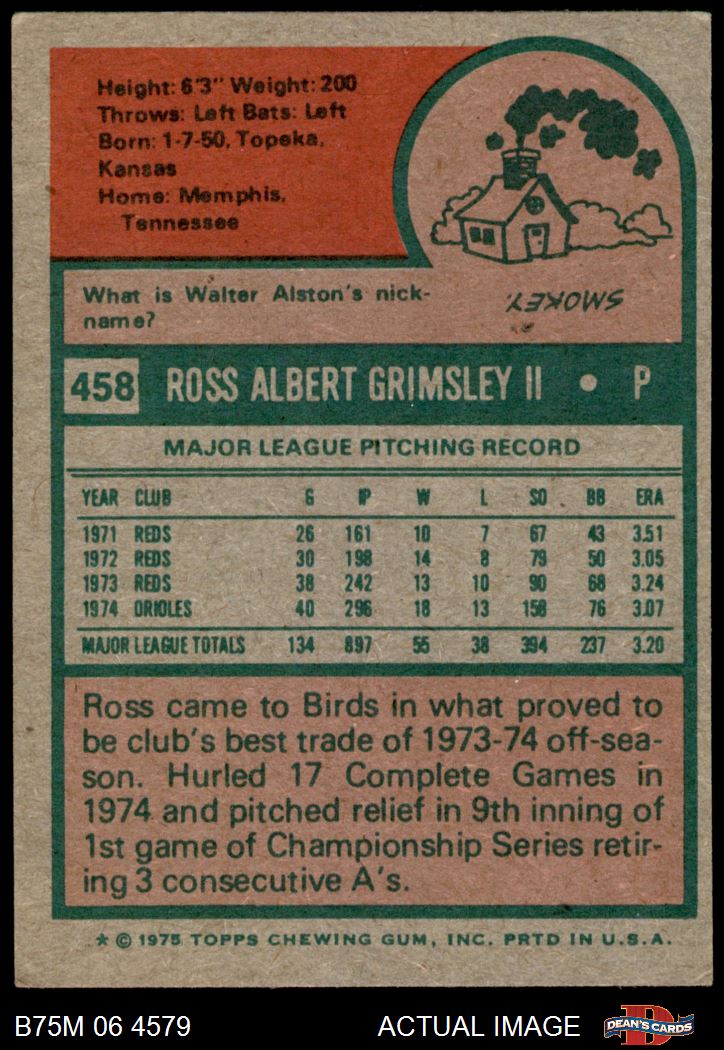 Height: 6'3" Weight: 200
Throws: Left Bats: Left
Born: 1-7-50, Topeka,
Kansas
Home: Memphis,
Tennessee
What is Walter Alston's nick-
name?
SMOKEY.
458 ROSS ALBERT GRIMSLEY II • P
MAJOR LEAGUE PITCHING RECORD
YEAR CLUB G IP W L SO BB ERA
1971 REDS 26 161 10 7 67 43 3.51
1972 REDS 30 198 14 8 79 50 3.05
1973 REDS 38 242 13 10 90 68 3.24
1974 ORIOLES 40 296 18 13 158 76 3.07
MAJOR LEAGUE TOTALS 134 897 55 38 394 237 3.20
Ross came to Birds in what proved to
be club's best trade of 1973-74 off-sea-
son. Hurled 17 Complete Games in
1974 and pitched relief in 9th inning of
1st game of Championship Series retir-
ing 3 consecutive A's.
* © 1975 TOPPS CHEWING GUM, INC. PRTD IN U.S.A.
B75M 06 4579 ACTUAL IMAGE D DEAN'S CARDS